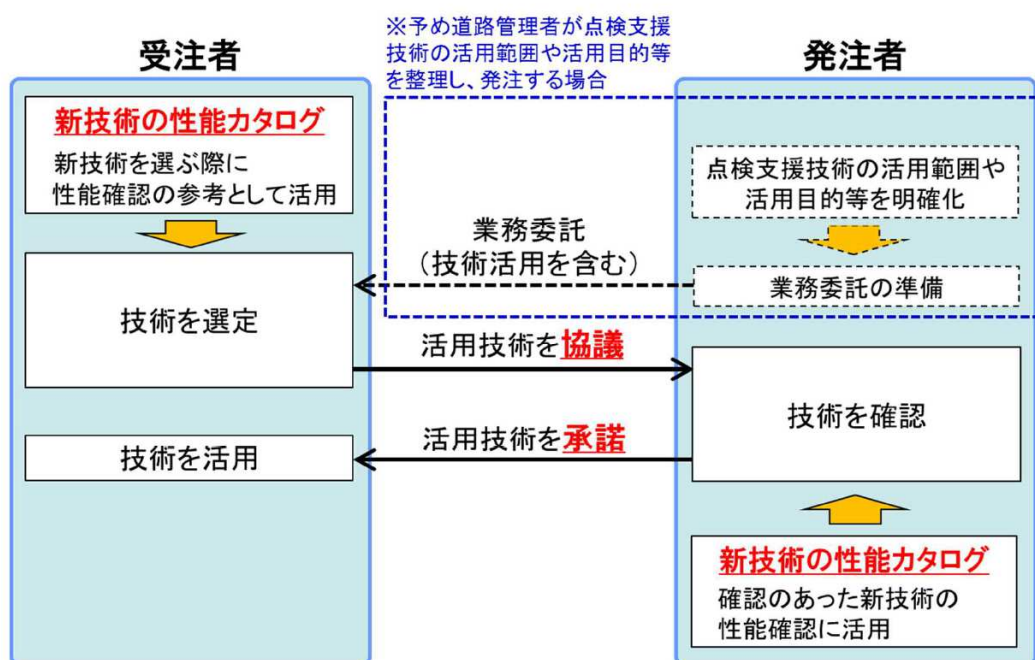 ※予め道路管理者が点検支援
技術の活用範囲や活用目的等
を整理し、発注する場合
受注者
発注者
新技術の性能カタログ
新技術を選ぶ際に
性能確認の参考として活用
点検支援技術の活用範囲や
活用目的等を明確化
業務委託
（技術活用を含む）
業務委託の準備
技術を選定
活用技術を協議
技術を確認
活用技術を承諾
技術を活用
新技術の性能カタログ
確認のあった新技術の
性能確認に活用